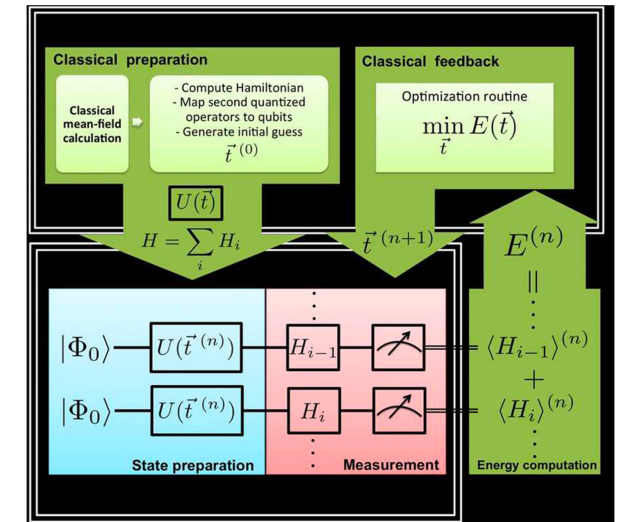 Classical preparation
Classical
mean-field
calculation
- Compute Hamiltonian
- Map second quantized
operators to qubits
- Generate initial guess
t⃗ (0)
U(t⃗)
H = ∑ᵢ Hᵢ
Classical feedback
Optimization routine
min E(t⃗)
t⃗
t⃗ (n+1)
E(n)
=
|Φ₀⟩ U(t⃗ (n)) Hᵢ₋₁ ⟨Hᵢ₋₁⟩(n)
+
|Φ₀⟩ U(t⃗ (n)) Hᵢ ⟨Hᵢ⟩(n)
State preparation
Measurement
Energy computation